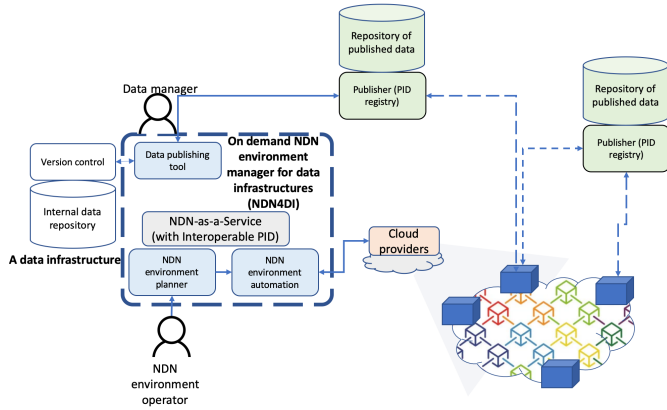 Repository of
published data
Publisher (PID
registry)
Repository of
published data
Publisher (PID
registry)
Data manager
Version control
Internal data
repository
A data infrastructure
Data publishing
tool
On demand NDN
environment
manager for data
infrastructures
(NDN4DI)
NDN-as-a-Service
(with Interoperable PID)
NDN
environment
planner
NDN
environment
automation
Cloud
providers
NDN
environment
operator